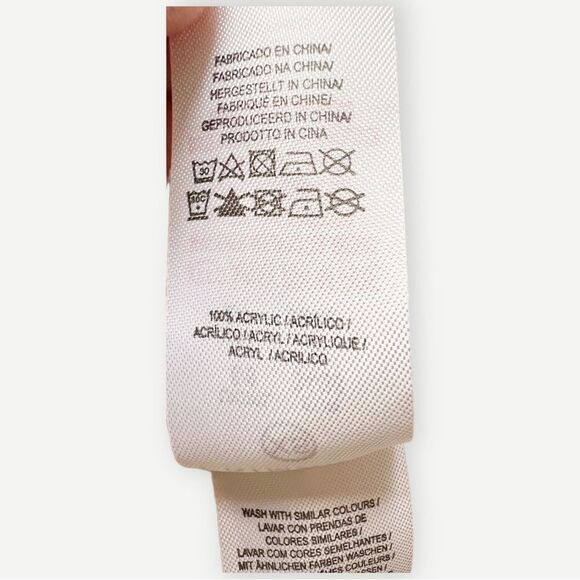 FABRICADO EN CHINA/
FABRICADO NA CHINA/
HERGESTELLT IN CHINA/
FABRIQUÉ EN CHINE/
GEPRODUCEERD IN CHINA/
PRODOTTO IN CINA
30
100% ACRYLIC / ACRÍLICO /
ACRÍLICO / ACRYL / ACRYLIQUE /
ACRYL / ACRILICO
WASH WITH SIMILAR COLOURS /
LAVAR CON PRENDAS DE
COLORES SIMILARES /
LAVAR COM CORES SEMELHANTES /
MIT ÄHNLICHEN FARBEN WASCHEN /